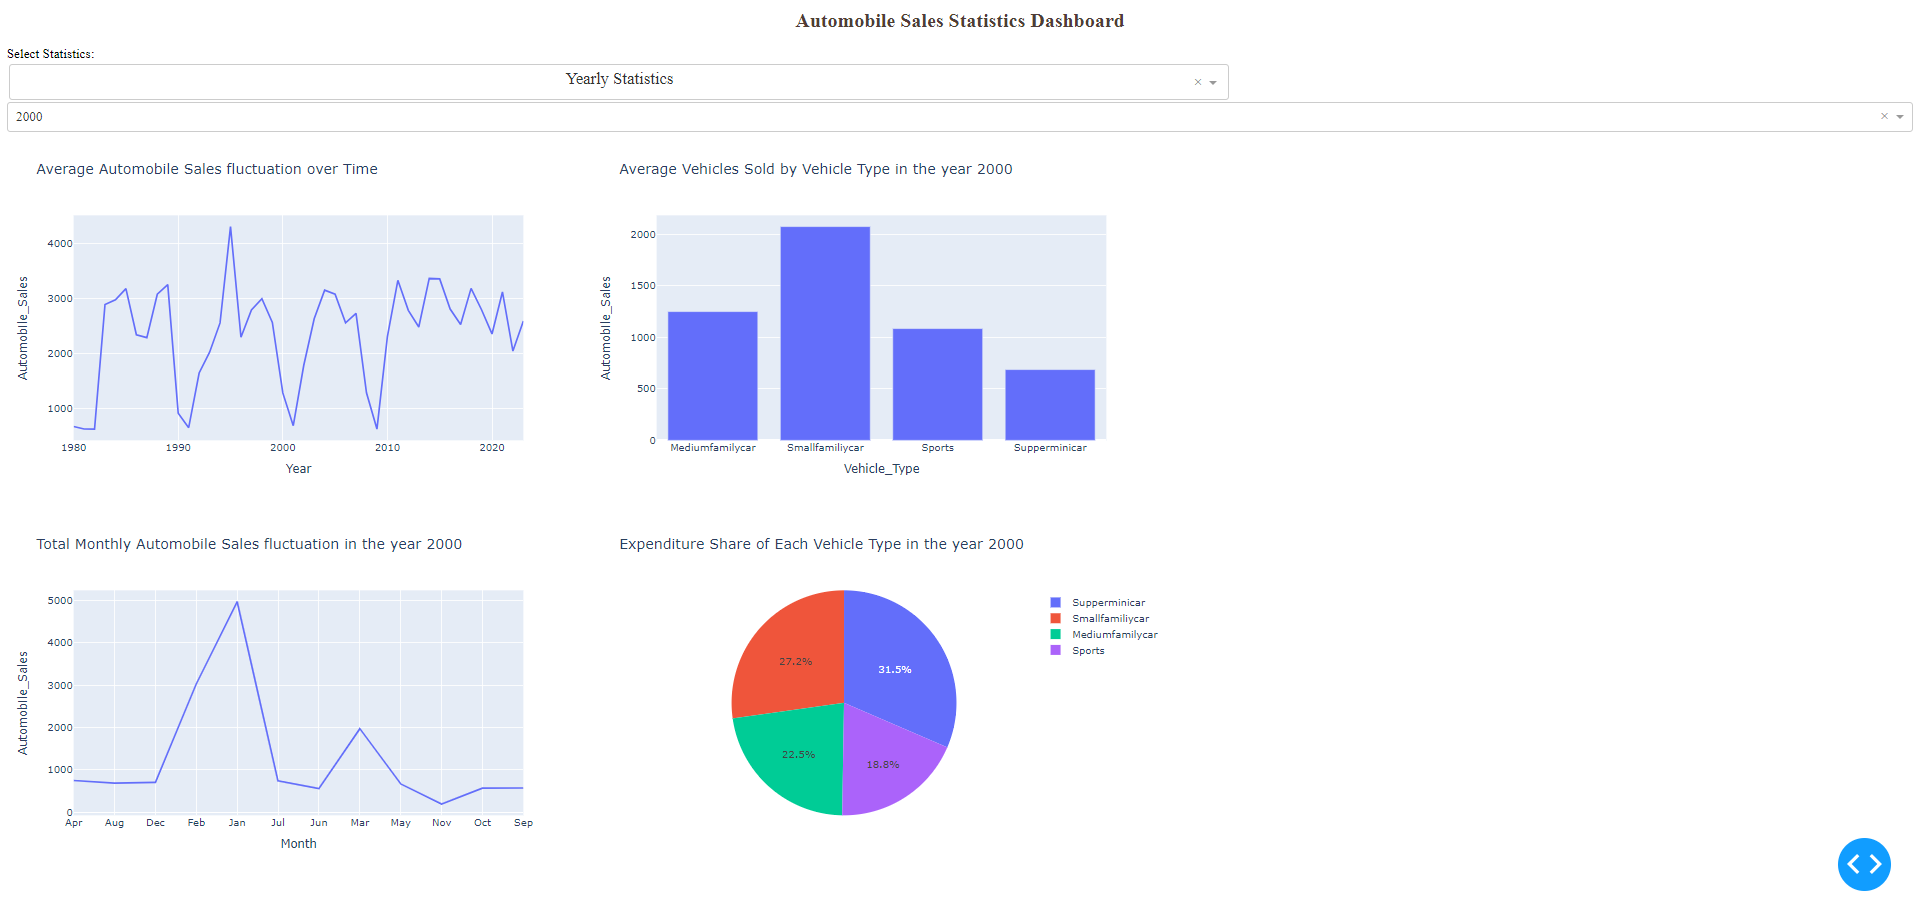 Automobile Sales Statistics Dashboard
Select Statistics:
Yearly Statistics × 
2000 ×
Average Automobile Sales fluctuation over Time
Automobile_Sales
4000
3000
2000
1000
1980 1990 2000 2010 2020
Year
Average Vehicles Sold by Vehicle Type in the year 2000
Automobile_Sales
2000
1500
1000
500
0
Mediumfamilycar Smallfamiliycar Sports Supperminicar
Vehicle_Type
Total Monthly Automobile Sales fluctuation in the year 2000
Automobile_Sales
5000
4000
3000
2000
1000
0
Apr Aug Dec Feb Jan Jul Jun Mar May Nov Oct Sep
Month
Expenditure Share of Each Vehicle Type in the year 2000
27.2%
31.5%
22.5%
18.8%
Supperminicar
Smallfamiliycar
Mediumfamilycar
Sports